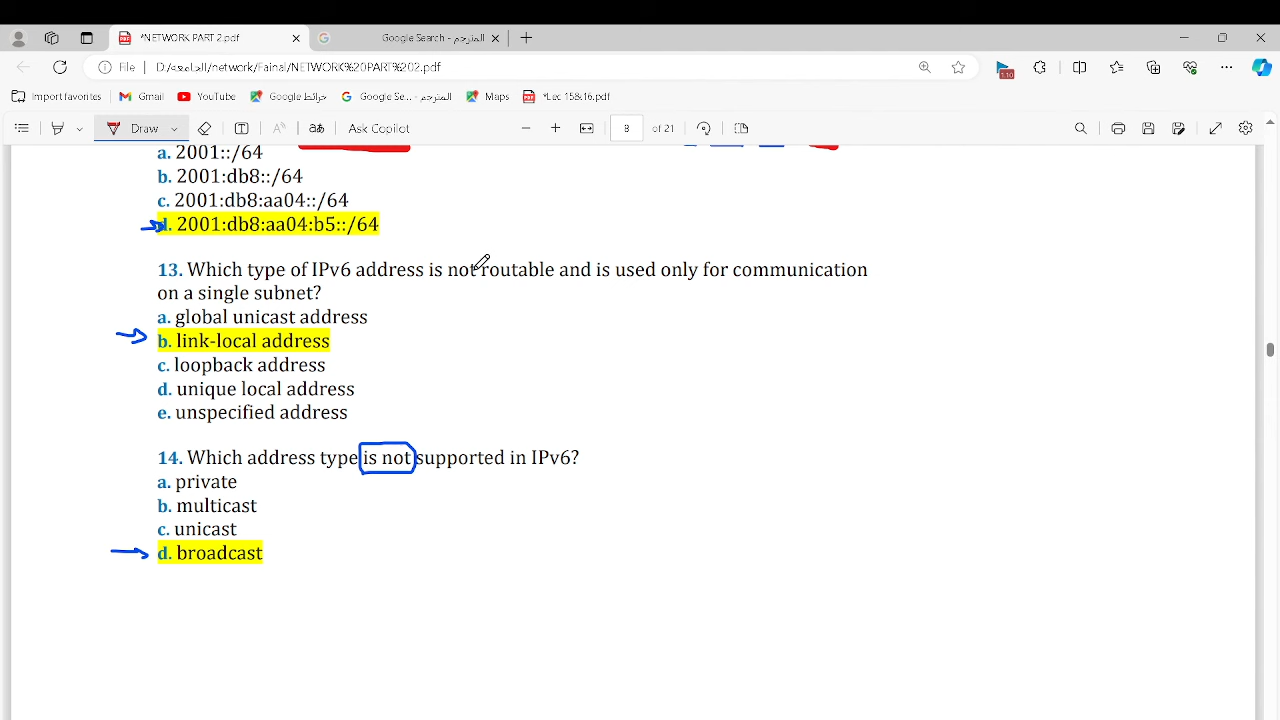 *NETWORK PART 2.pdf
Google Search - المترجم
File
D:/الجامعة/network/Fainal/NETWORK%20PART%202.pdf
1.10
Import favorites
Gmail
YouTube
خرائط Google
Google Se... - المترجم
Maps
*Lec 15&16.pdf
Draw
Ask Copilot
8
of 21
a. 2001::/64
b. 2001:db8::/64
c. 2001:db8:aa04::/64
d. 2001:db8:aa04:b5::/64
13. Which type of IPv6 address is not routable and is used only for communication
on a single subnet?
a. global unicast address
b. link-local address
c. loopback address
d. unique local address
e. unspecified address
14. Which address type is not supported in IPv6?
a. private
b. multicast
c. unicast
d. broadcast